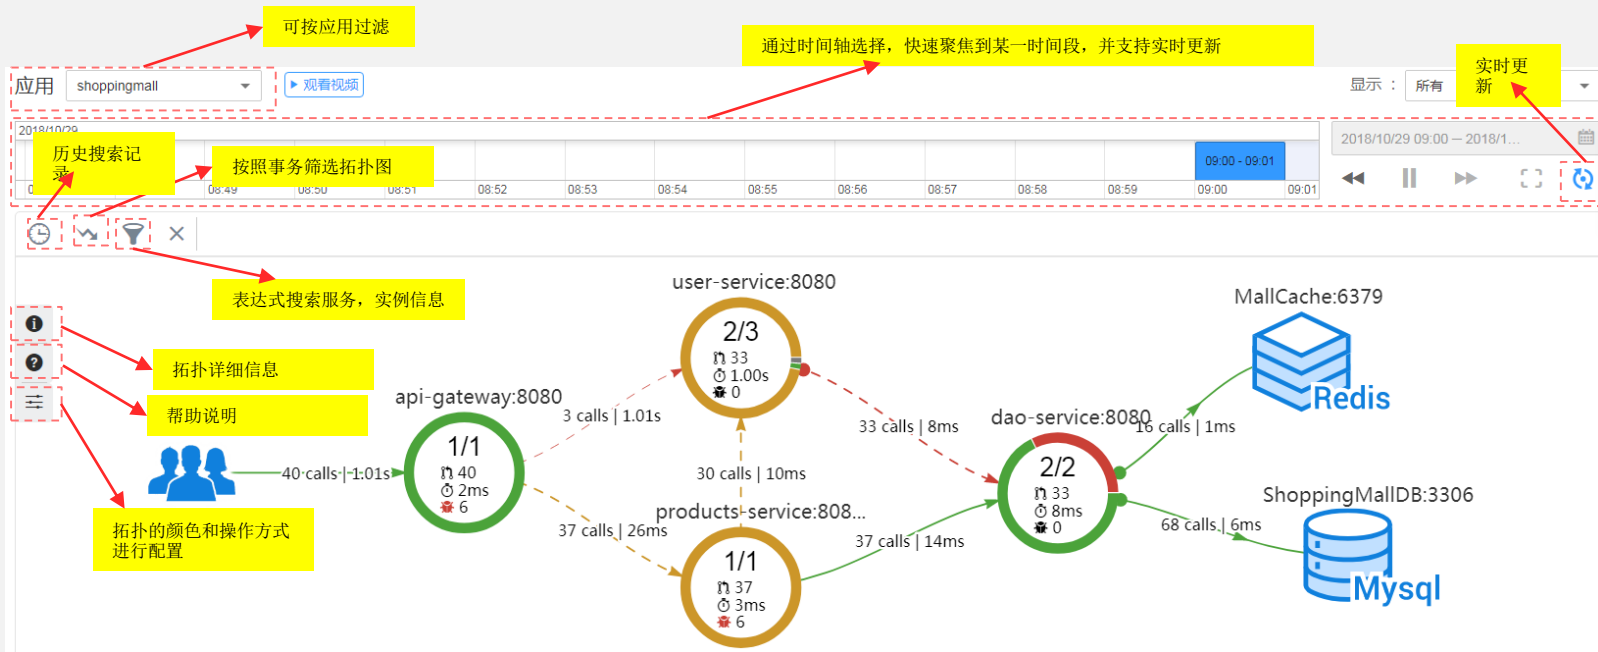 可按应用过滤
通过时间轴选择，快速聚焦到某一时间段，并支持实时更新
实时更
新
应用
shoppingmall
观看视频
显示 ：
所有
2018/10/29
2018/10/29 09:00 – 2018/1...
历史搜索记
录
按照事务筛选拓扑图
09:00 - 09:01
08:49
08:50
08:51
08:52
08:53
08:54
08:55
08:56
08:57
08:58
08:59
09:00
09:01
表达式搜索服务，实例信息
拓扑详细信息
帮助说明
拓扑的颜色和操作方式
进行配置
user-service:8080
2/3
33
1.00s
0
MallCache:6379
Redis
api-gateway:8080
1/1
40
2ms
6
3 calls | 1.01s
33 calls | 8ms
dao-service:8080
2/2
33
8ms
0
16 calls | 1ms
40 calls | 1.01s
30 calls | 10ms
products-service:808...
1/1
37
3ms
6
37 calls | 26ms
37 calls | 14ms
ShoppingMallDB:3306
68 calls | 6ms
Mysql